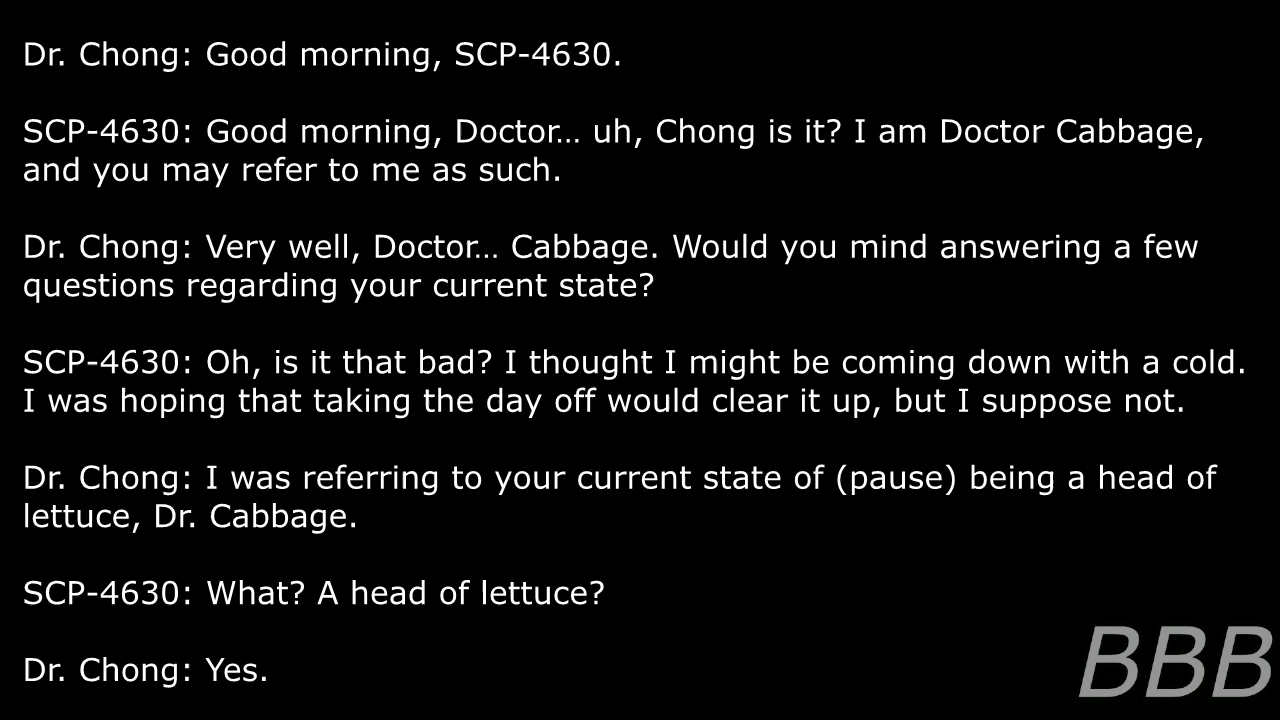 Dr. Chong: Good morning, SCP-4630.
SCP-4630: Good morning, Doctor... uh, Chong is it? I am Doctor Cabbage,
and you may refer to me as such.
Dr. Chong: Very well, Doctor... Cabbage. Would you mind answering a few
questions regarding your current state?
SCP-4630: Oh, is it that bad? I thought I might be coming down with a cold.
I was hoping that taking the day off would clear it up, but I suppose not.
Dr. Chong: I was referring to your current state of (pause) being a head of
lettuce, Dr. Cabbage.
SCP-4630: What? A head of lettuce?
Dr. Chong: Yes.
BBB